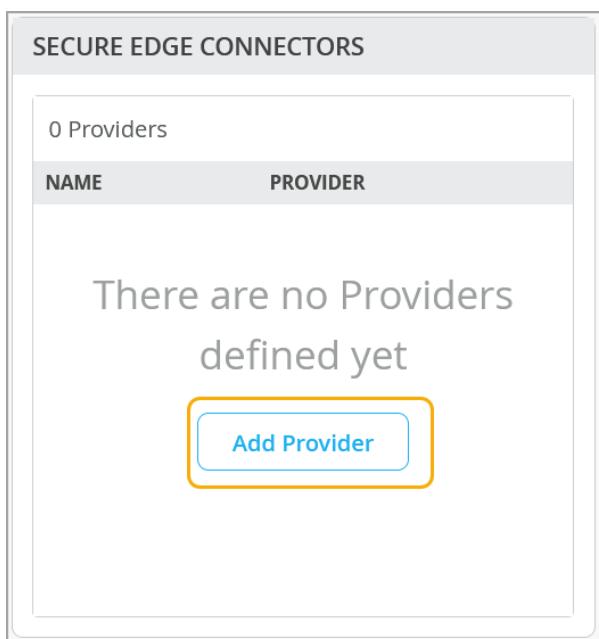 SECURE EDGE CONNECTORS
0 Providers
NAME PROVIDER
There are no Providers
defined yet
Add Provider